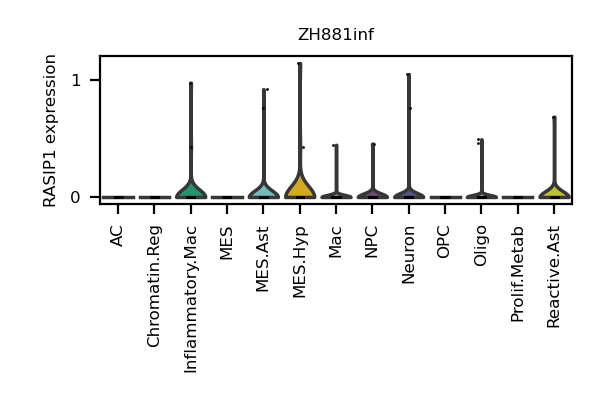 ZH881inf
RASIP1 expression
1
0
AC
Chromatin.Reg
Inflammatory.Mac
MES
MES.Ast
MES.Hyp
Mac
NPC
Neuron
OPC
Oligo
Prolif.Metab
Reactive.Ast